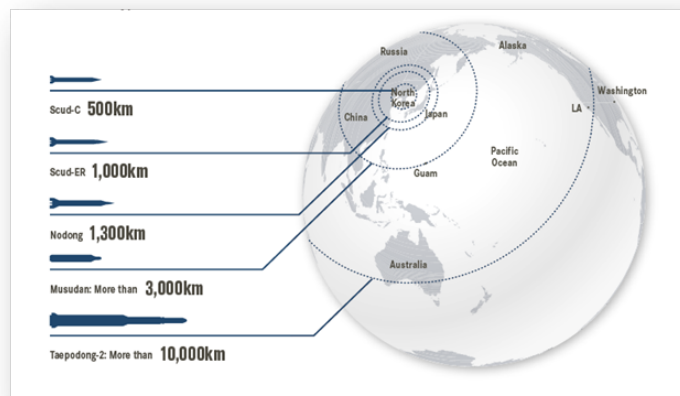 Scud-C 500km
Scud-ER 1,000km
Nodong 1,300km
Musudan: More than 3,000km
Taepodong-2: More than 10,000km
Russia
Alaska
North
Korea
Washington
China
Japan
LA
Pacific
Ocean
Guam
Australia